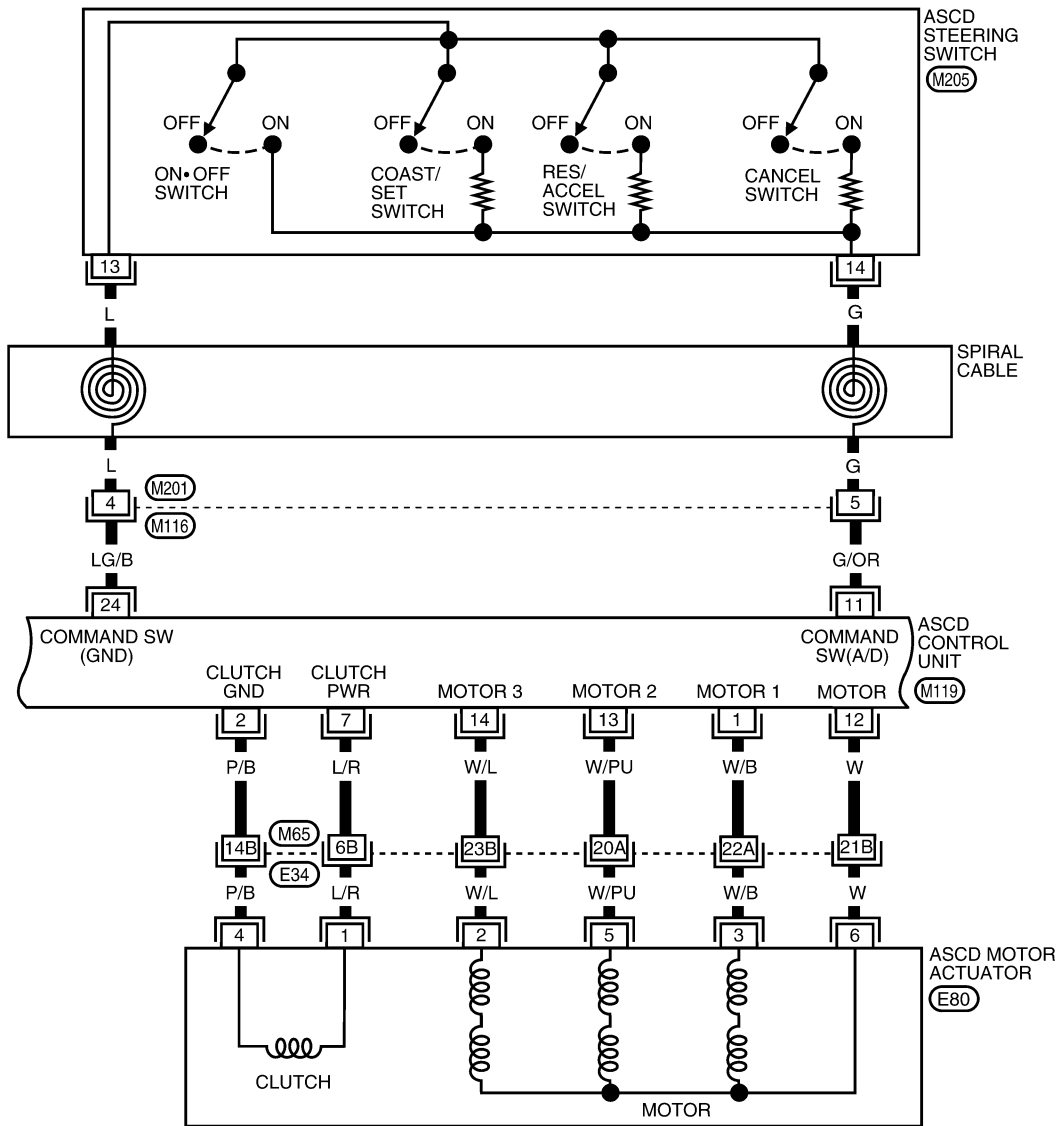 ASCD
STEERING
SWITCH
M205
OFF ON OFF ON OFF ON OFF ON
ON•OFF
SWITCH
COAST/
SET
SWITCH
RES/
ACCEL
SWITCH
CANCEL
SWITCH
13 14
L G
SPIRAL
CABLE
L G
M201
4 5
M116
LG/B G/OR
24 11
COMMAND SW
(GND)
COMMAND
SW(A/D)
ASCD
CONTROL
UNIT
M119
CLUTCH
GND
CLUTCH
PWR
MOTOR 3 MOTOR 2 MOTOR 1 MOTOR
2 7 14 13 1 12
P/B L/R W/L W/PU W/B W
M65
14B 6B 23B 20A 22A 21B
E34
P/B L/R W/L W/PU W/B W
4 1 2 5 3 6
ASCD MOTOR
ACTUATOR
E80
CLUTCH
MOTOR